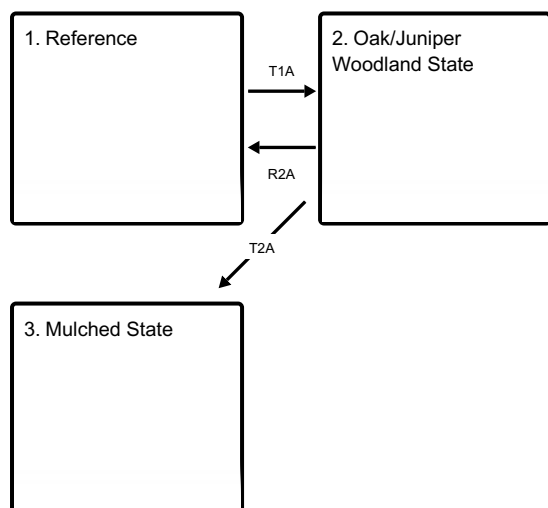 1. Reference
2. Oak/Juniper
Woodland State
T1A
R2A
T2A
3. Mulched State